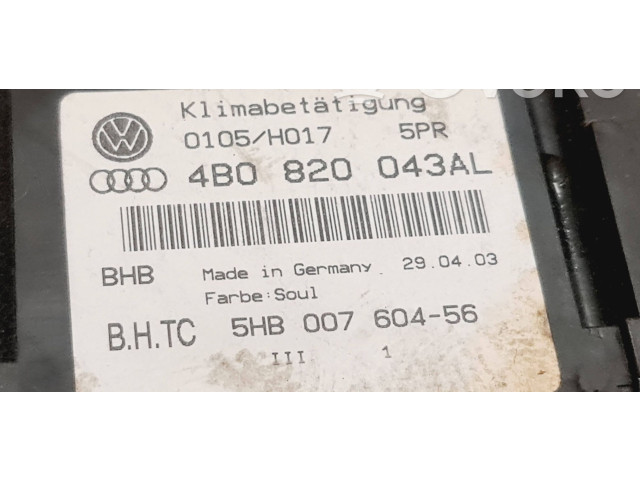 Klimabetätigung
0105/H017 5PR
4B0 820 043AL
BHB Made in Germany. 29.04.03
Farbe:Soul
B.H.TC 5HB 007 604-56
III 1